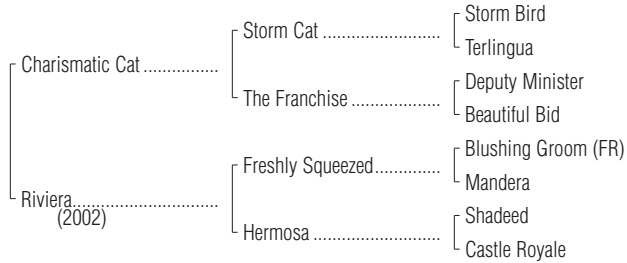 Storm Bird
Storm Cat ........................
Terlingua
Charismatic Cat ...............
Deputy Minister
The Franchise ..................
Beautiful Bid
Blushing Groom (FR)
Freshly Squeezed.............
Mandera
Riviera.............................
(2002)
Shadeed
Hermosa .........................
Castle Royale